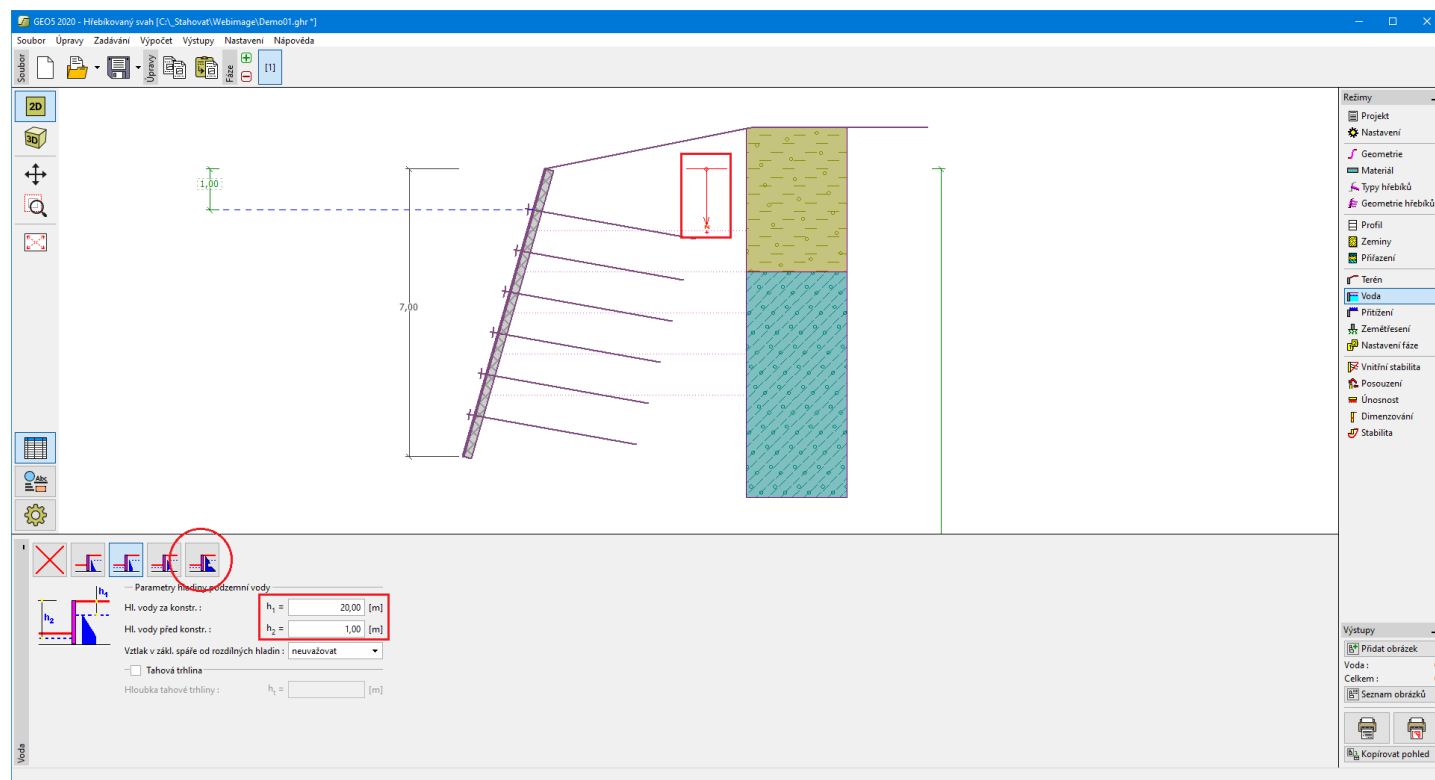 GEO5 2020 - Hřebíkovaný svah [C:\_Stahovat\Webimage\Demo01.ghr *]
Soubor Úpravy Zadávání Výpočet Výstupy Nastavení Nápověda
Soubor
Úpravy
Fáze
[1]
2D
3D
Abc
1,00
7,00
Režimy
Projekt
Nastavení
Geometrie
Materiál
Typy hřebíků
Geometrie hřebíků
Profil
Zeminy
Přiřazení
Terén
Voda
Přitížení
Zemětřesení
Nastavení fáze
Vnitřní stabilita
Posouzení
Únosnost
Dimenzování
Stabilita
h1
h2
Parametry hladiny podzemní vody
Hl. vody za konstr. : h1 = 20,00 [m]
Hl. vody před konstr. : h2 = 1,00 [m]
Vztlak v zákl. spáře od rozdílných hladin : neuvažovat
Tahová trhlina
Hloubka tahové trhliny : ht = [m]
Voda
Výstupy
Přidat obrázek
Voda :
Celkem :
Seznam obrázků
Kopírovat pohled